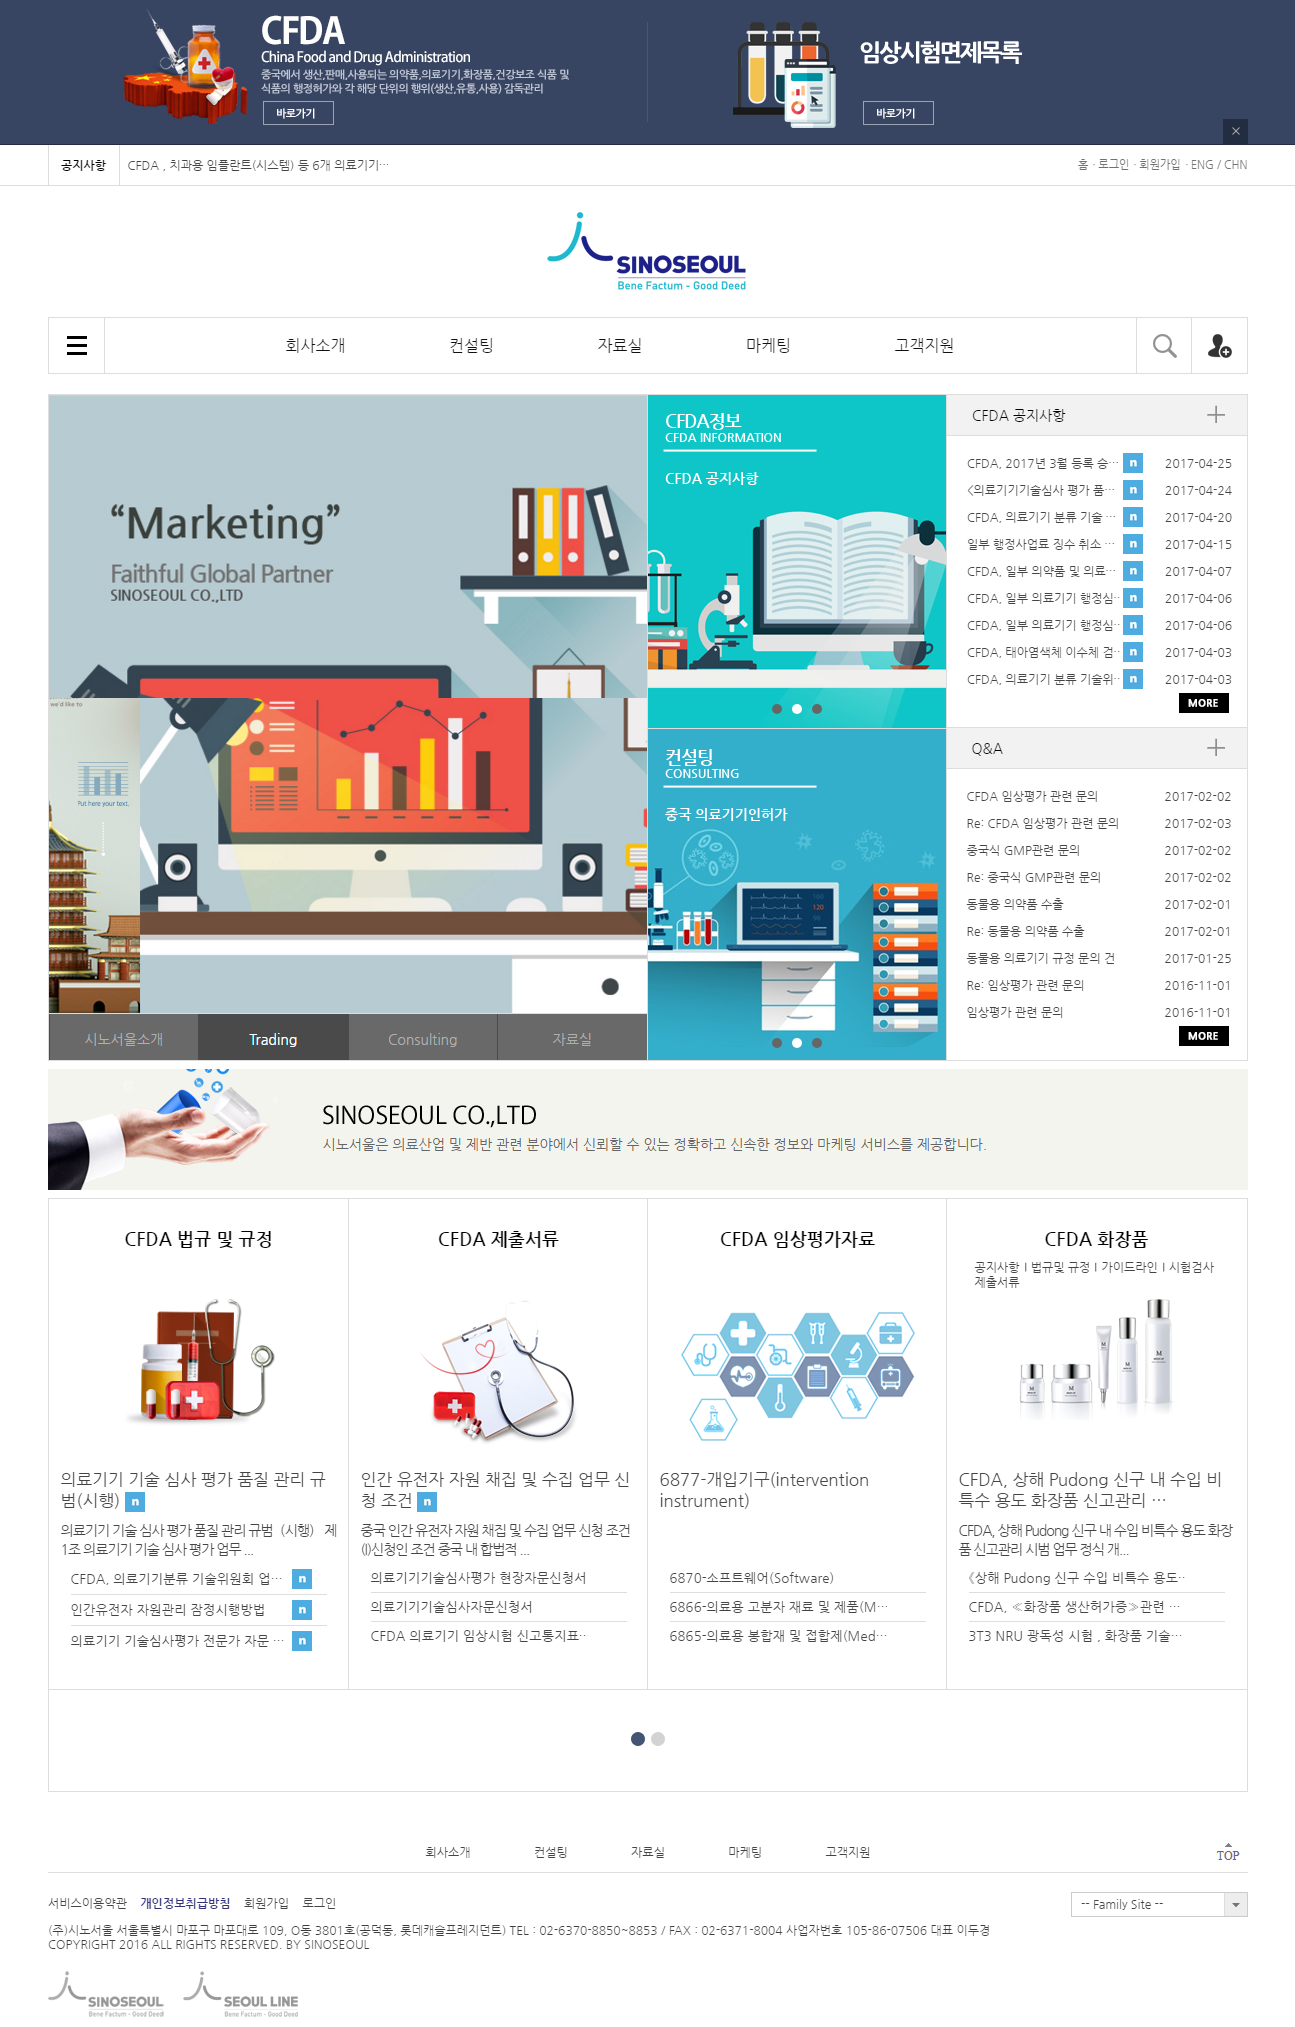 CFDA
China Food and Drug Administration
중국에서 생산,판매,사용되는 의약품,의료기기,화장품,건강보조 식품 및
식품의 행정허가와 각 해당 단위의 행위(생산,유통,사용) 감독관리
바로가기
임상시험면제목록
바로가기
공지사항
CFDA , 치과용 임플란트(시스템) 등 6개 의료기기…
홈 · 로그인 · 회원가입 · ENG / CHN
SINOSEOUL
Bene Factum - Good Deed
회사소개
컨설팅
자료실
마케팅
고객지원
“Marketing”
Faithful Global Partner
SINOSEOUL CO.,LTD
we'd like to
Put here your text.
시노서울소개
Trading
Consulting
자료실
CFDA정보
CFDA INFORMATION
CFDA 공지사항
컨설팅
CONSULTING
중국 의료기기인허가
CFDA 공지사항
CFDA, 2017년 3월 등록 승… n 2017-04-25
<의료기기기술심사 평가 품… n 2017-04-24
CFDA, 의료기기 분류 기술 … n 2017-04-20
일부 행정사업료 징수 취소 … n 2017-04-15
CFDA, 일부 의약품 및 의료… n 2017-04-07
CFDA, 일부 의료기기 행정심.. n 2017-04-06
CFDA, 일부 의료기기 행정심.. n 2017-04-06
CFDA, 태아염색체 이수체 검.. n 2017-04-03
CFDA, 의료기기 분류 기술위.. n 2017-04-03
MORE
Q&A
CFDA 임상평가 관련 문의 2017-02-02
Re: CFDA 임상평가 관련 문의 2017-02-03
중국식 GMP관련 문의 2017-02-02
Re: 중국식 GMP관련 문의 2017-02-02
동물용 의약품 수출 2017-02-01
Re: 동물용 의약품 수출 2017-02-01
동물용 의료기기 규정 문의 건 2017-01-25
Re: 임상평가 관련 문의 2016-11-01
임상평가 관련 문의 2016-11-01
MORE
SINOSEOUL CO.,LTD
시노서울은 의료산업 및 제반 관련 분야에서 신뢰할 수 있는 정확하고 신속한 정보와 마케팅 서비스를 제공합니다.
CFDA 법규 및 규정
의료기기 기술 심사 평가 품질 관리 규
범(시행) n
의료기기 기술 심사 평가 품질 관리 규범（시행） 제
1조 의료기기 기술 심사 평가 업무 ...
CFDA, 의료기기분류 기술위원회 업… n
인간유전자 자원관리 잠정시행방법 n
의료기기 기술심사평가 전문가 자문 … n
CFDA 제출서류
인간 유전자 자원 채집 및 수집 업무 신
청 조건 n
중국 인간 유전자 자원 채집 및 수집 업무 신청 조건
(I)신청인 조건 중국 내 합법적 ...
의료기기기술심사평가 현장자문신청서
의료기기기술심사자문신청서
CFDA 의료기기 임상시험 신고통지표..
CFDA 임상평가자료
6877-개입기구(intervention
instrument)
6870-소프트웨어(Software)
6866-의료용 고분자 재료 및 제품(M…
6865-의료용 봉합재 및 접합제(Med…
CFDA 화장품
공지사항 I 법규및 규정 I 가이드라인 I 시험검사
제출서류
CFDA, 상해 Pudong 신구 내 수입 비
특수 용도 화장품 신고관리 …
CFDA, 상해 Pudong 신구 내 수입 비특수 용도 화장
품 신고관리 시범 업무 정식 개...
《상해 Pudong 신구 수입 비특수 용도..
CFDA, ≪화장품 생산허가증≫관련 …
3T3 NRU 광독성 시험 , 화장품 기술…
회사소개
컨설팅
자료실
마케팅
고객지원
TOP
서비스이용약관 개인정보취급방침 회원가입 로그인
-- Family Site --
(주)시노서울 서울특별시 마포구 마포대로 109, O동 3801호(공덕동, 롯데캐슬프레지던트) TEL : 02-6370-8850~8853 / FAX : 02-6371-8004 사업자번호 105-86-07506 대표 이두경
COPYRIGHT 2016 ALL RIGHTS RESERVED. BY SINOSEOUL
SINOSEOUL
Bene Factum - Good Deed
SEOUL LINE
Bene Factum - Good Deed